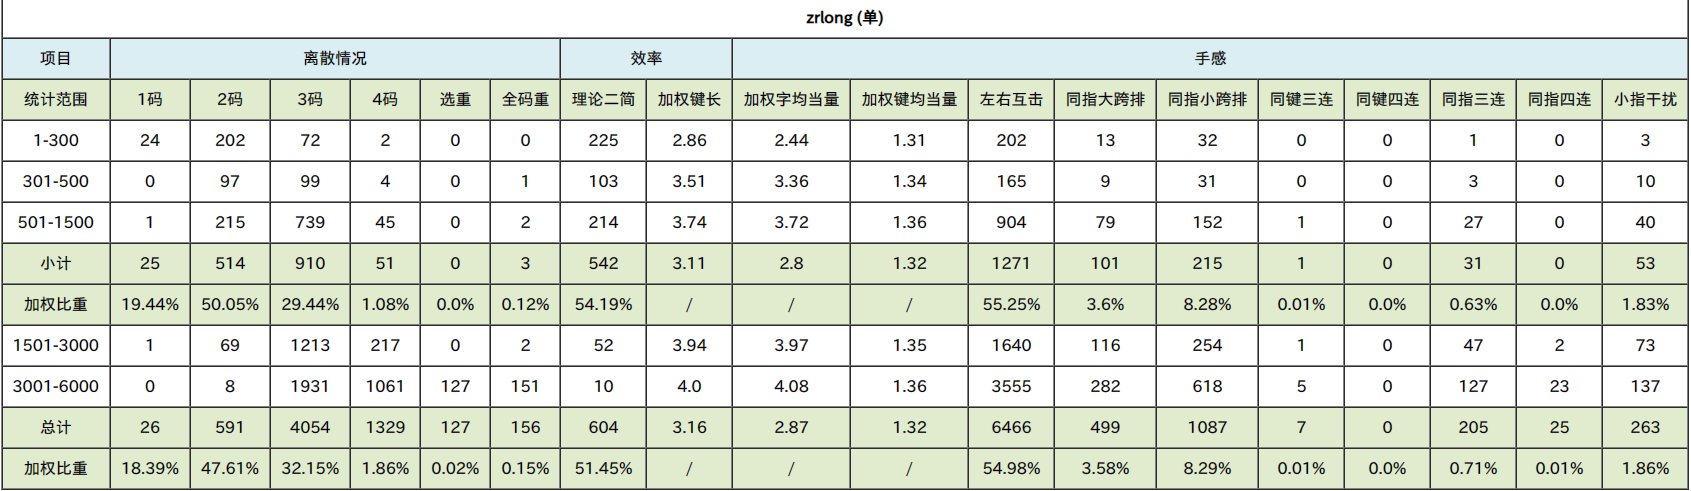 zrlong (单)
项目 离散情况 效率 手感
统计范围 1码 2码 3码 4码 选重 全码重 理论二简 加权键长 加权字均当量 加权键均当量 左右互击 同指大跨排 同指小跨排 同键三连 同键四连 同指三连 同指四连 小指干扰
1-300 24 202 72 2 0 0 225 2.86 2.44 1.31 202 13 32 0 0 1 0 3
301-500 0 97 99 4 0 1 103 3.51 3.36 1.34 165 9 31 0 0 3 0 10
501-1500 1 215 739 45 0 2 214 3.74 3.72 1.36 904 79 152 1 0 27 0 40
小计 25 514 910 51 0 3 542 3.11 2.8 1.32 1271 101 215 1 0 31 0 53
加权比重 19.44% 50.05% 29.44% 1.08% 0.0% 0.12% 54.19% / / / 55.25% 3.6% 8.28% 0.01% 0.0% 0.63% 0.0% 1.83%
1501-3000 1 69 1213 217 0 2 52 3.94 3.97 1.35 1640 116 254 1 0 47 2 73
3001-6000 0 8 1931 1061 127 151 10 4.0 4.08 1.36 3555 282 618 5 0 127 23 137
总计 26 591 4054 1329 127 156 604 3.16 2.87 1.32 6466 499 1087 7 0 205 25 263
加权比重 18.39% 47.61% 32.15% 1.86% 0.02% 0.15% 51.45% / / / 54.98% 3.58% 8.29% 0.01% 0.0% 0.71% 0.01% 1.86%